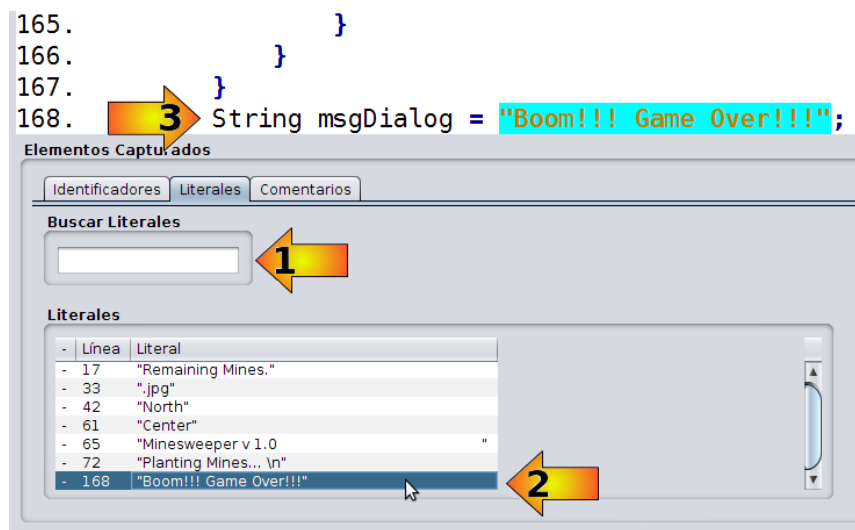 165. }
166. }
167. }
168. 3 String msgDialog = "Boom!!! Game Over!!!";
Elementos Capturados
Identificadores Literales Comentarios
Buscar Literales
1
Literales
- Línea Literal
- 17 "Remaining Mines."
- 33 ".jpg"
- 42 "North"
- 61 "Center"
- 65 "Minesweeper v 1.0 "
- 72 "Planting Mines... \n"
- 168 "Boom!!! Game Over!!!"
2